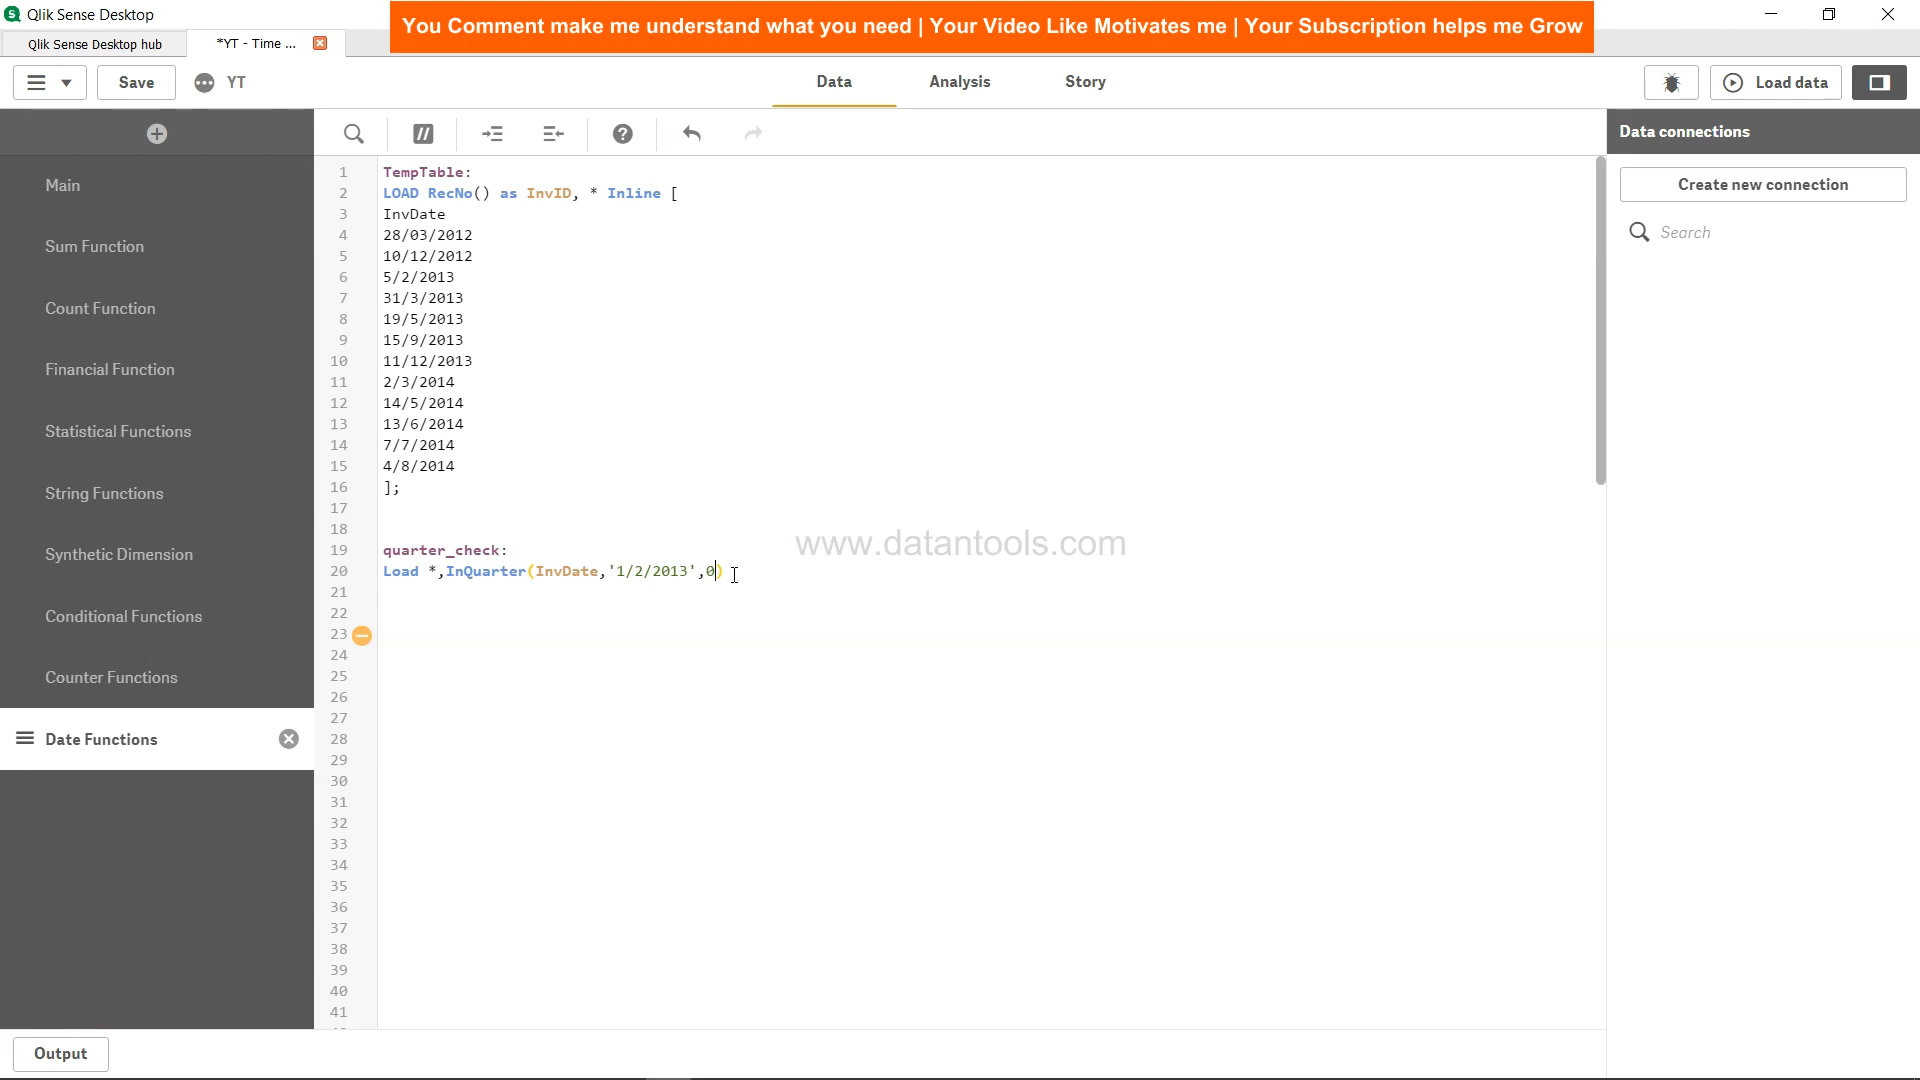 Qlik Sense Desktop
You Comment make me understand what you need | Your Video Like Motivates me | Your Subscription helps me Grow
Qlik Sense Desktop hub
*YT - Time ...
Save
YT
Data
Analysis
Story
Load data
Main
Sum Function
Count Function
Financial Function
Statistical Functions
String Functions
Synthetic Dimension
Conditional Functions
Counter Functions
Date Functions
1 TempTable:
2 LOAD RecNo() as InvID, * Inline [
3 InvDate
4 28/03/2012
5 10/12/2012
6 5/2/2013
7 31/3/2013
8 19/5/2013
9 15/9/2013
10 11/12/2013
11 2/3/2014
12 14/5/2014
13 13/6/2014
14 7/7/2014
15 4/8/2014
16 ];
17
18
19 quarter_check:
20 Load *,InQuarter(InvDate,'1/2/2013',0)
21
22
23
24
25
26
27
28
29
30
31
32
33
34
35
36
37
38
39
40
41
www.datantools.com
Data connections
Create new connection
Search
Output